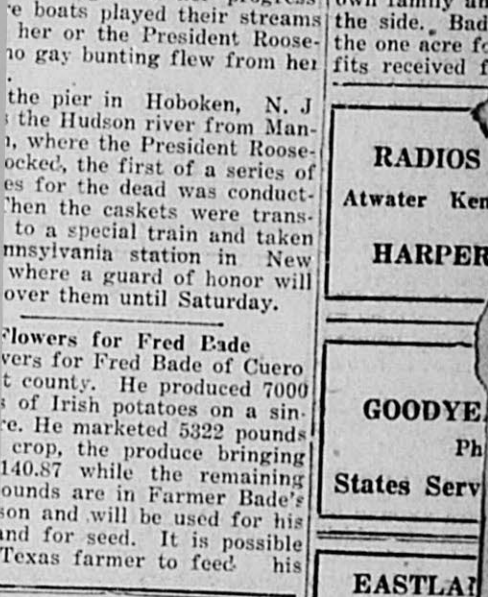 e boats played their streams
her or the President Roose-
no gay bunting flew from her
the pier in Hoboken, N. J
the Hudson river from Man-
, where the President Roose-
ocked, the first of a series of
es for the dead was conduct-
Then the caskets were trans-
to a special train and taken
nnsylvania station in New
where a guard of honor will
over them until Saturday.
Flowers for Fred Bade
vers for Fred Bade of Cuero
t county. He produced 7000
s of Irish potatoes on a sin-
re. He marketed 5322 pounds
crop, the produce bringing
140.87 while the remaining
ounds are in Farmer Bade's
son and will be used for his
and for seed. It is possible
Texas farmer to feed his
own family an
the side. Bad
the one acre fo
fits received f
RADIOS
Atwater Ken
HARPER
GOODYE
Ph
States Serv
EASTLAN